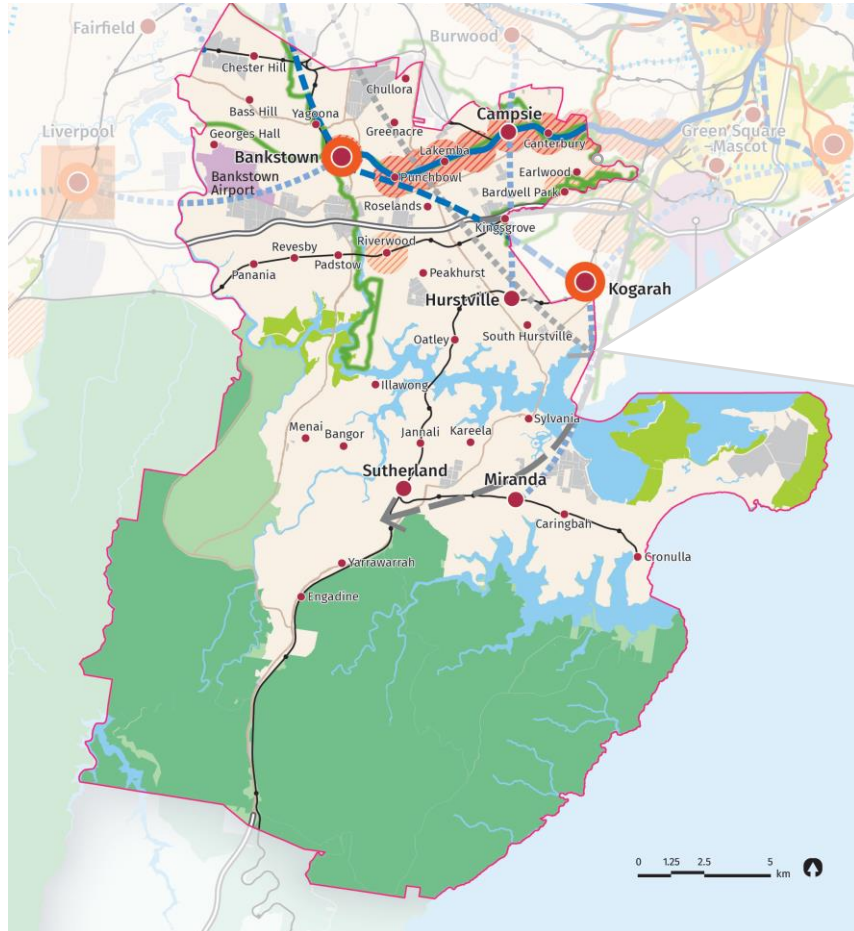 Fairfield
Burwood
Chester Hill
Chullora
Bass Hill
Yagoona
Campsie
Liverpool
Georges Hall
Greenacre
Lakemba
Canterbury
Green Square
-Mascot
Bankstown
Bankstown
Airport
Punchbowl
Earlwood
Bardwell Park
Roselands
Kingsgrove
Revesby
Riverwood
Panania
Padstow
Peakhurst
Kogarah
Hurstville
South Hurstville
Oatley
Illawong
Sylvania
Menai
Bangor
Jannali
Kareela
Sutherland
Miranda
Caringbah
Cronulla
Yarrawarrah
Engadine
0 1.25 2.5 5
km